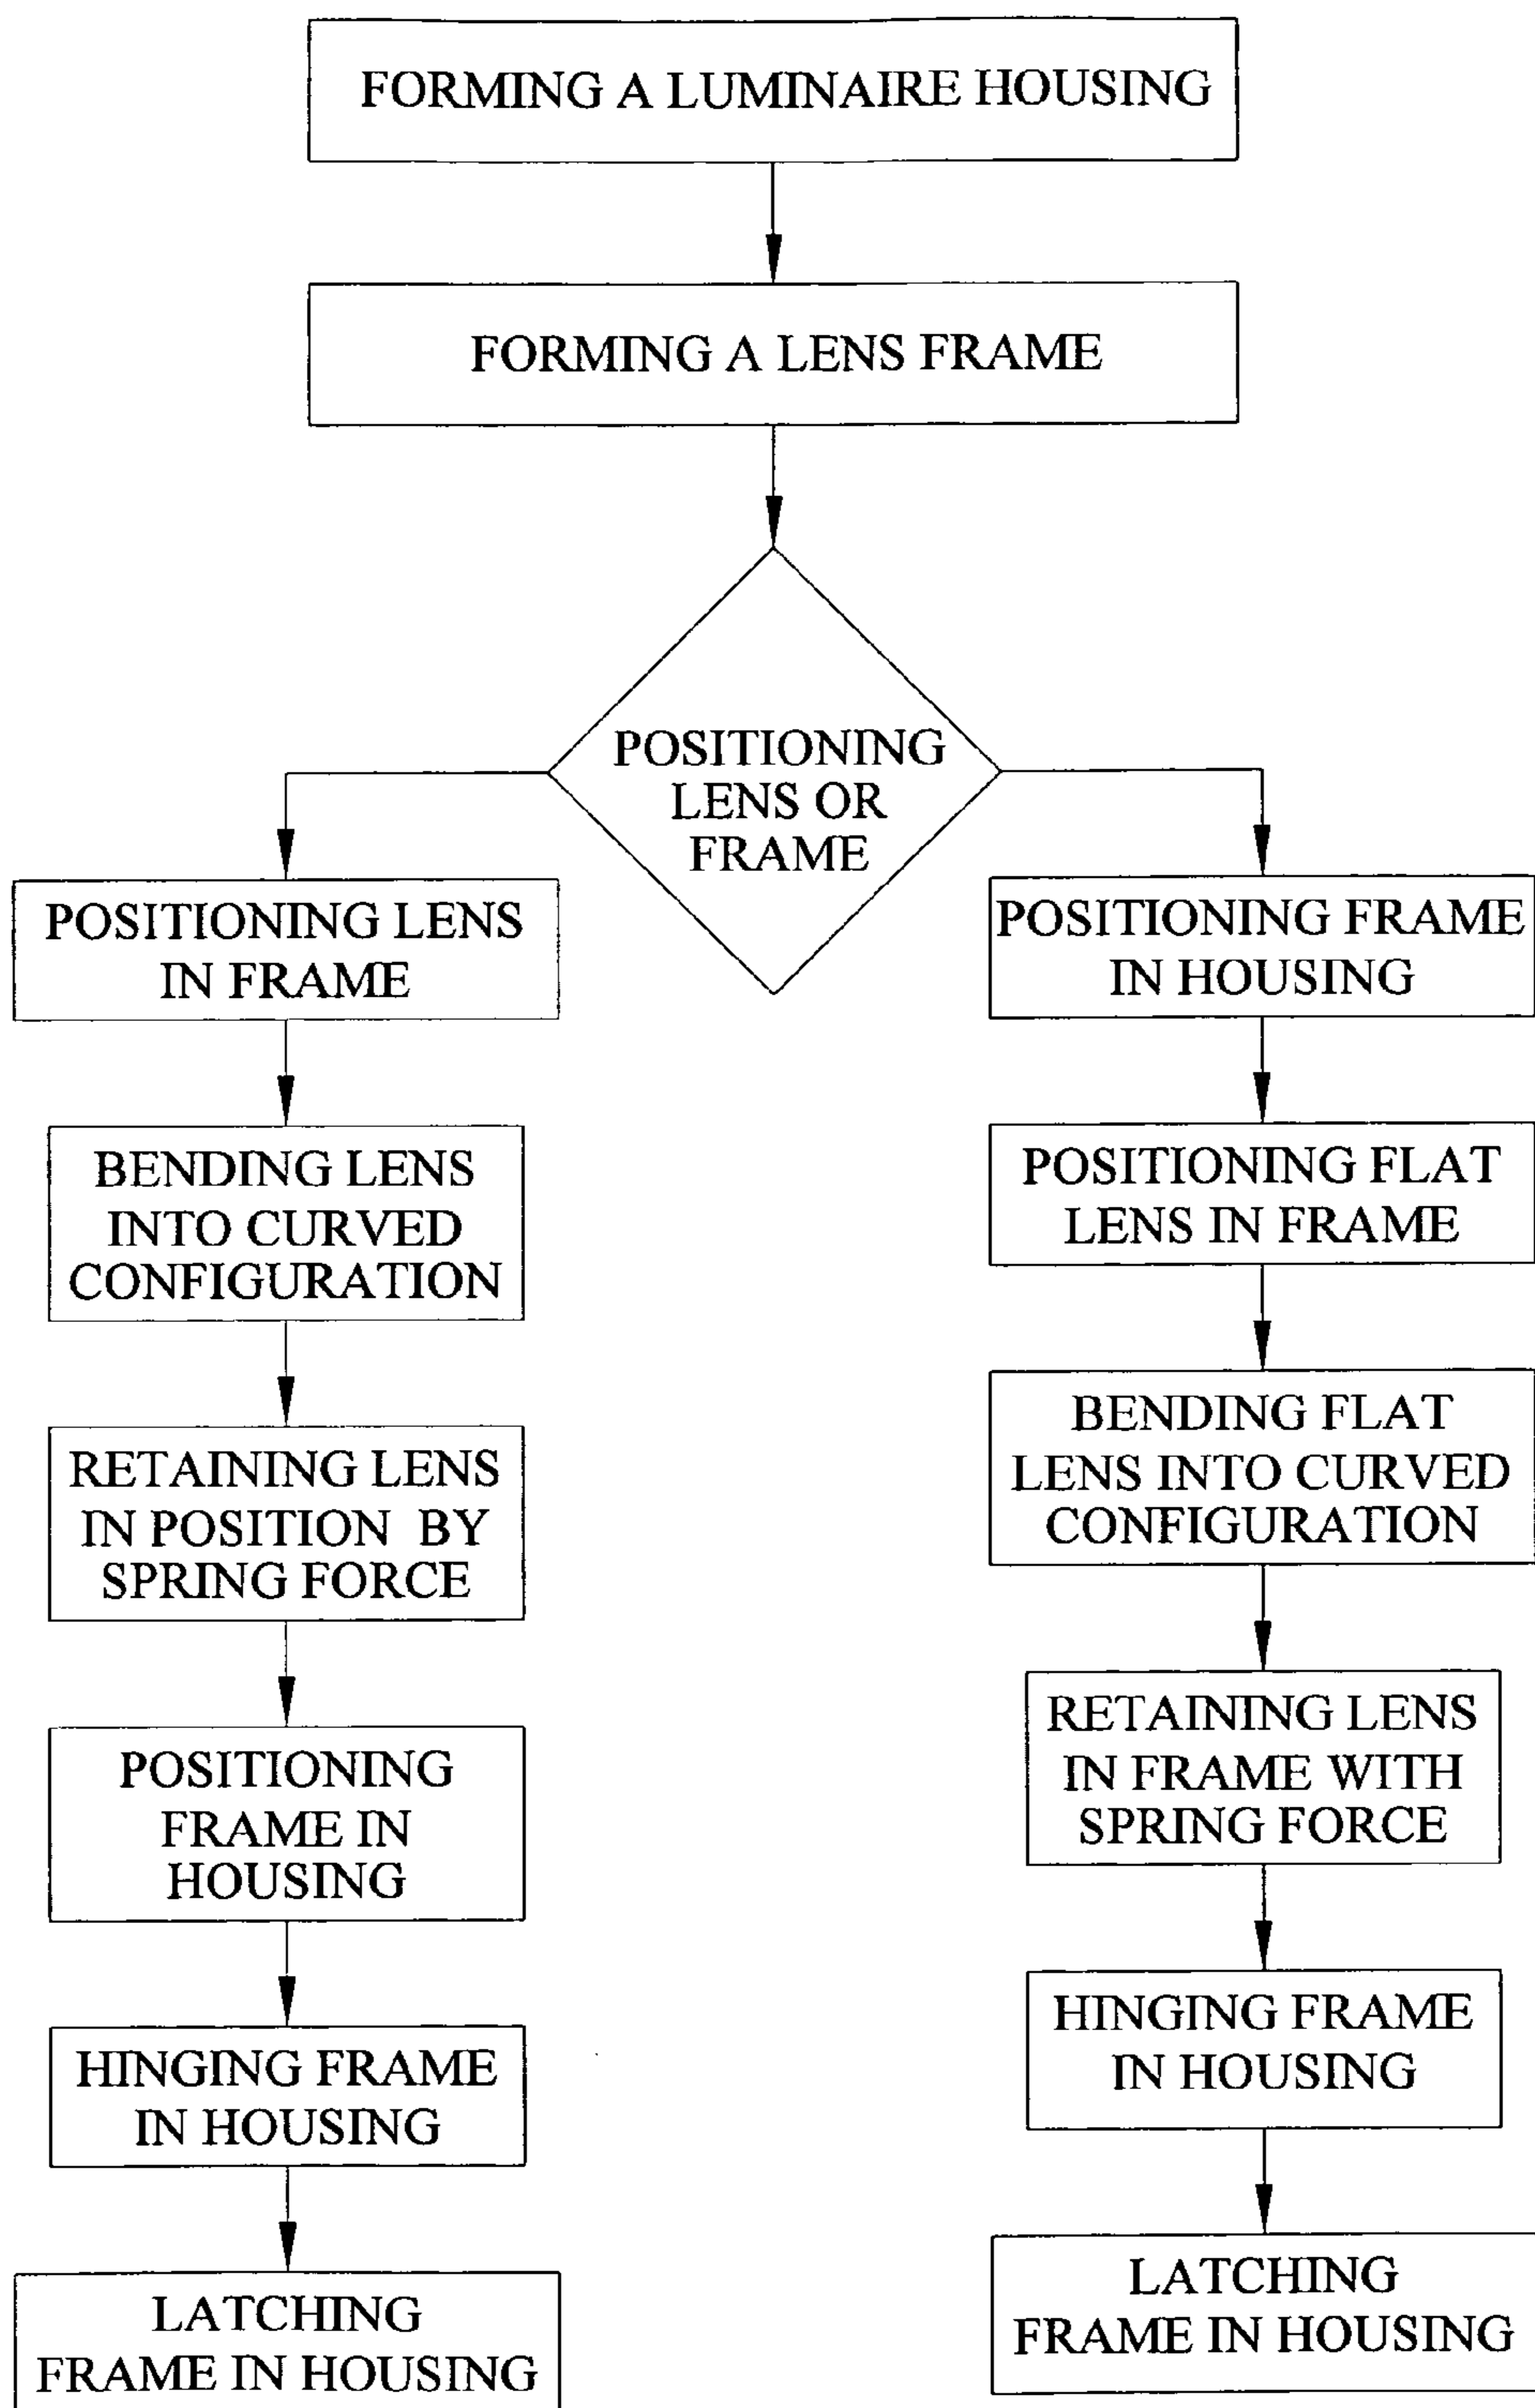 FORMING A LUMINAIRE HOUSING
FORMING A LENS FRAME
POSITIONING
LENS OR
FRAME
POSITIONING LENS
IN FRAME
BENDING LENS
INTO CURVED
CONFIGURATION
RETAINING LENS
IN POSITION BY
SPRING FORCE
POSITIONING
FRAME IN
HOUSING
HINGING FRAME
IN HOUSING
LATCHING
FRAME IN HOUSING
POSITIONING FRAME
IN HOUSING
POSITIONING FLAT
LENS IN FRAME
BENDING FLAT
LENS INTO CURVED
CONFIGURATION
RETAINING LENS
IN FRAME WITH
SPRING FORCE
HINGING FRAME
IN HOUSING
LATCHING
FRAME IN HOUSING